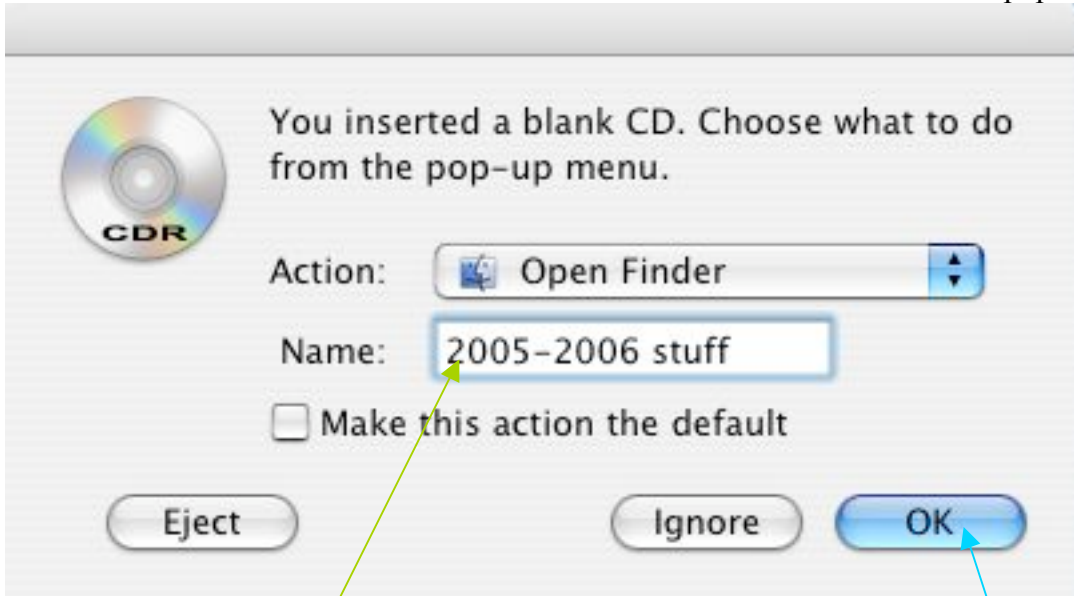 You inserted a blank CD. Choose what to do
from the pop-up menu.
CDR
Action: Open Finder
Name: 2005-2006 stuff
Make this action the default
Eject Ignore OK